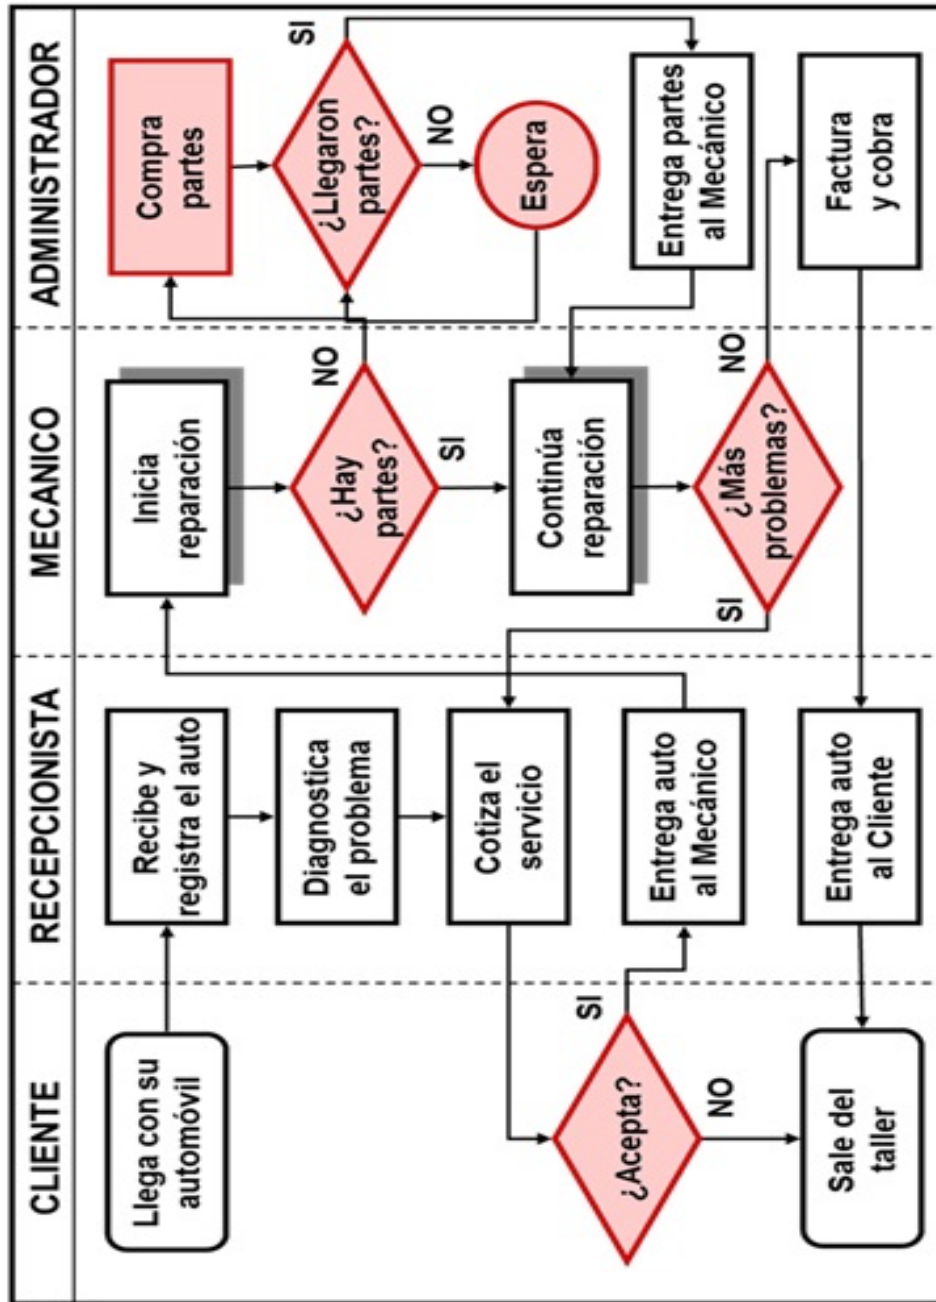 CLIENTE
RECEPCIONISTA
MECANICO
ADMINISTRADOR
Llega con su
automóvil
Recibe y
registra el auto
Inicia
reparación
Compra
partes
Diagnostica
el problema
¿Hay
partes?
NO
SI
¿Llegaron
partes?
SI
NO
Cotiza el
servicio
Continúa
reparación
Espera
¿Acepta?
SI
NO
Entrega auto
al Mecánico
Entrega partes
al Mecánico
¿Más
problemas?
SI
NO
Sale del
taller
Entrega auto
al Cliente
Factura
y cobra